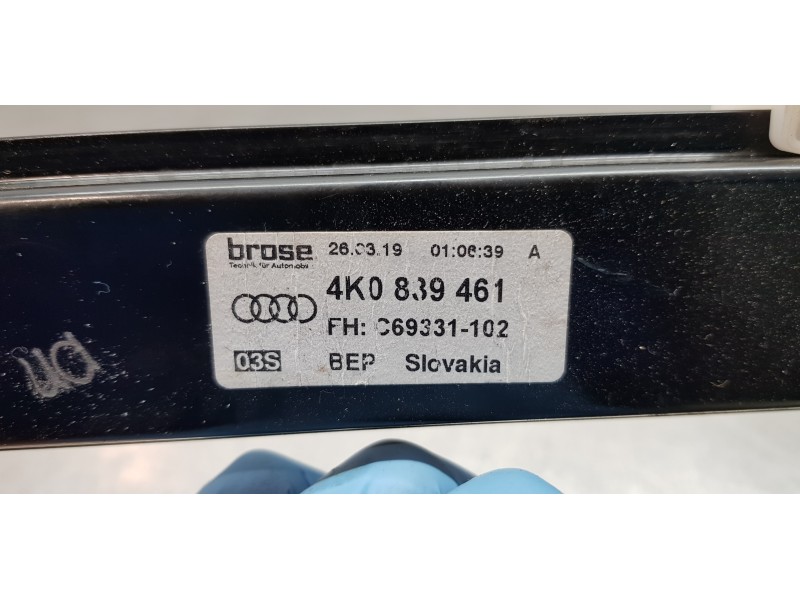 brose 26.03.19 01:06:39 A
Technik für Automobile
4K0 839 461
FH: C69331-102
03S BEP Slovakia